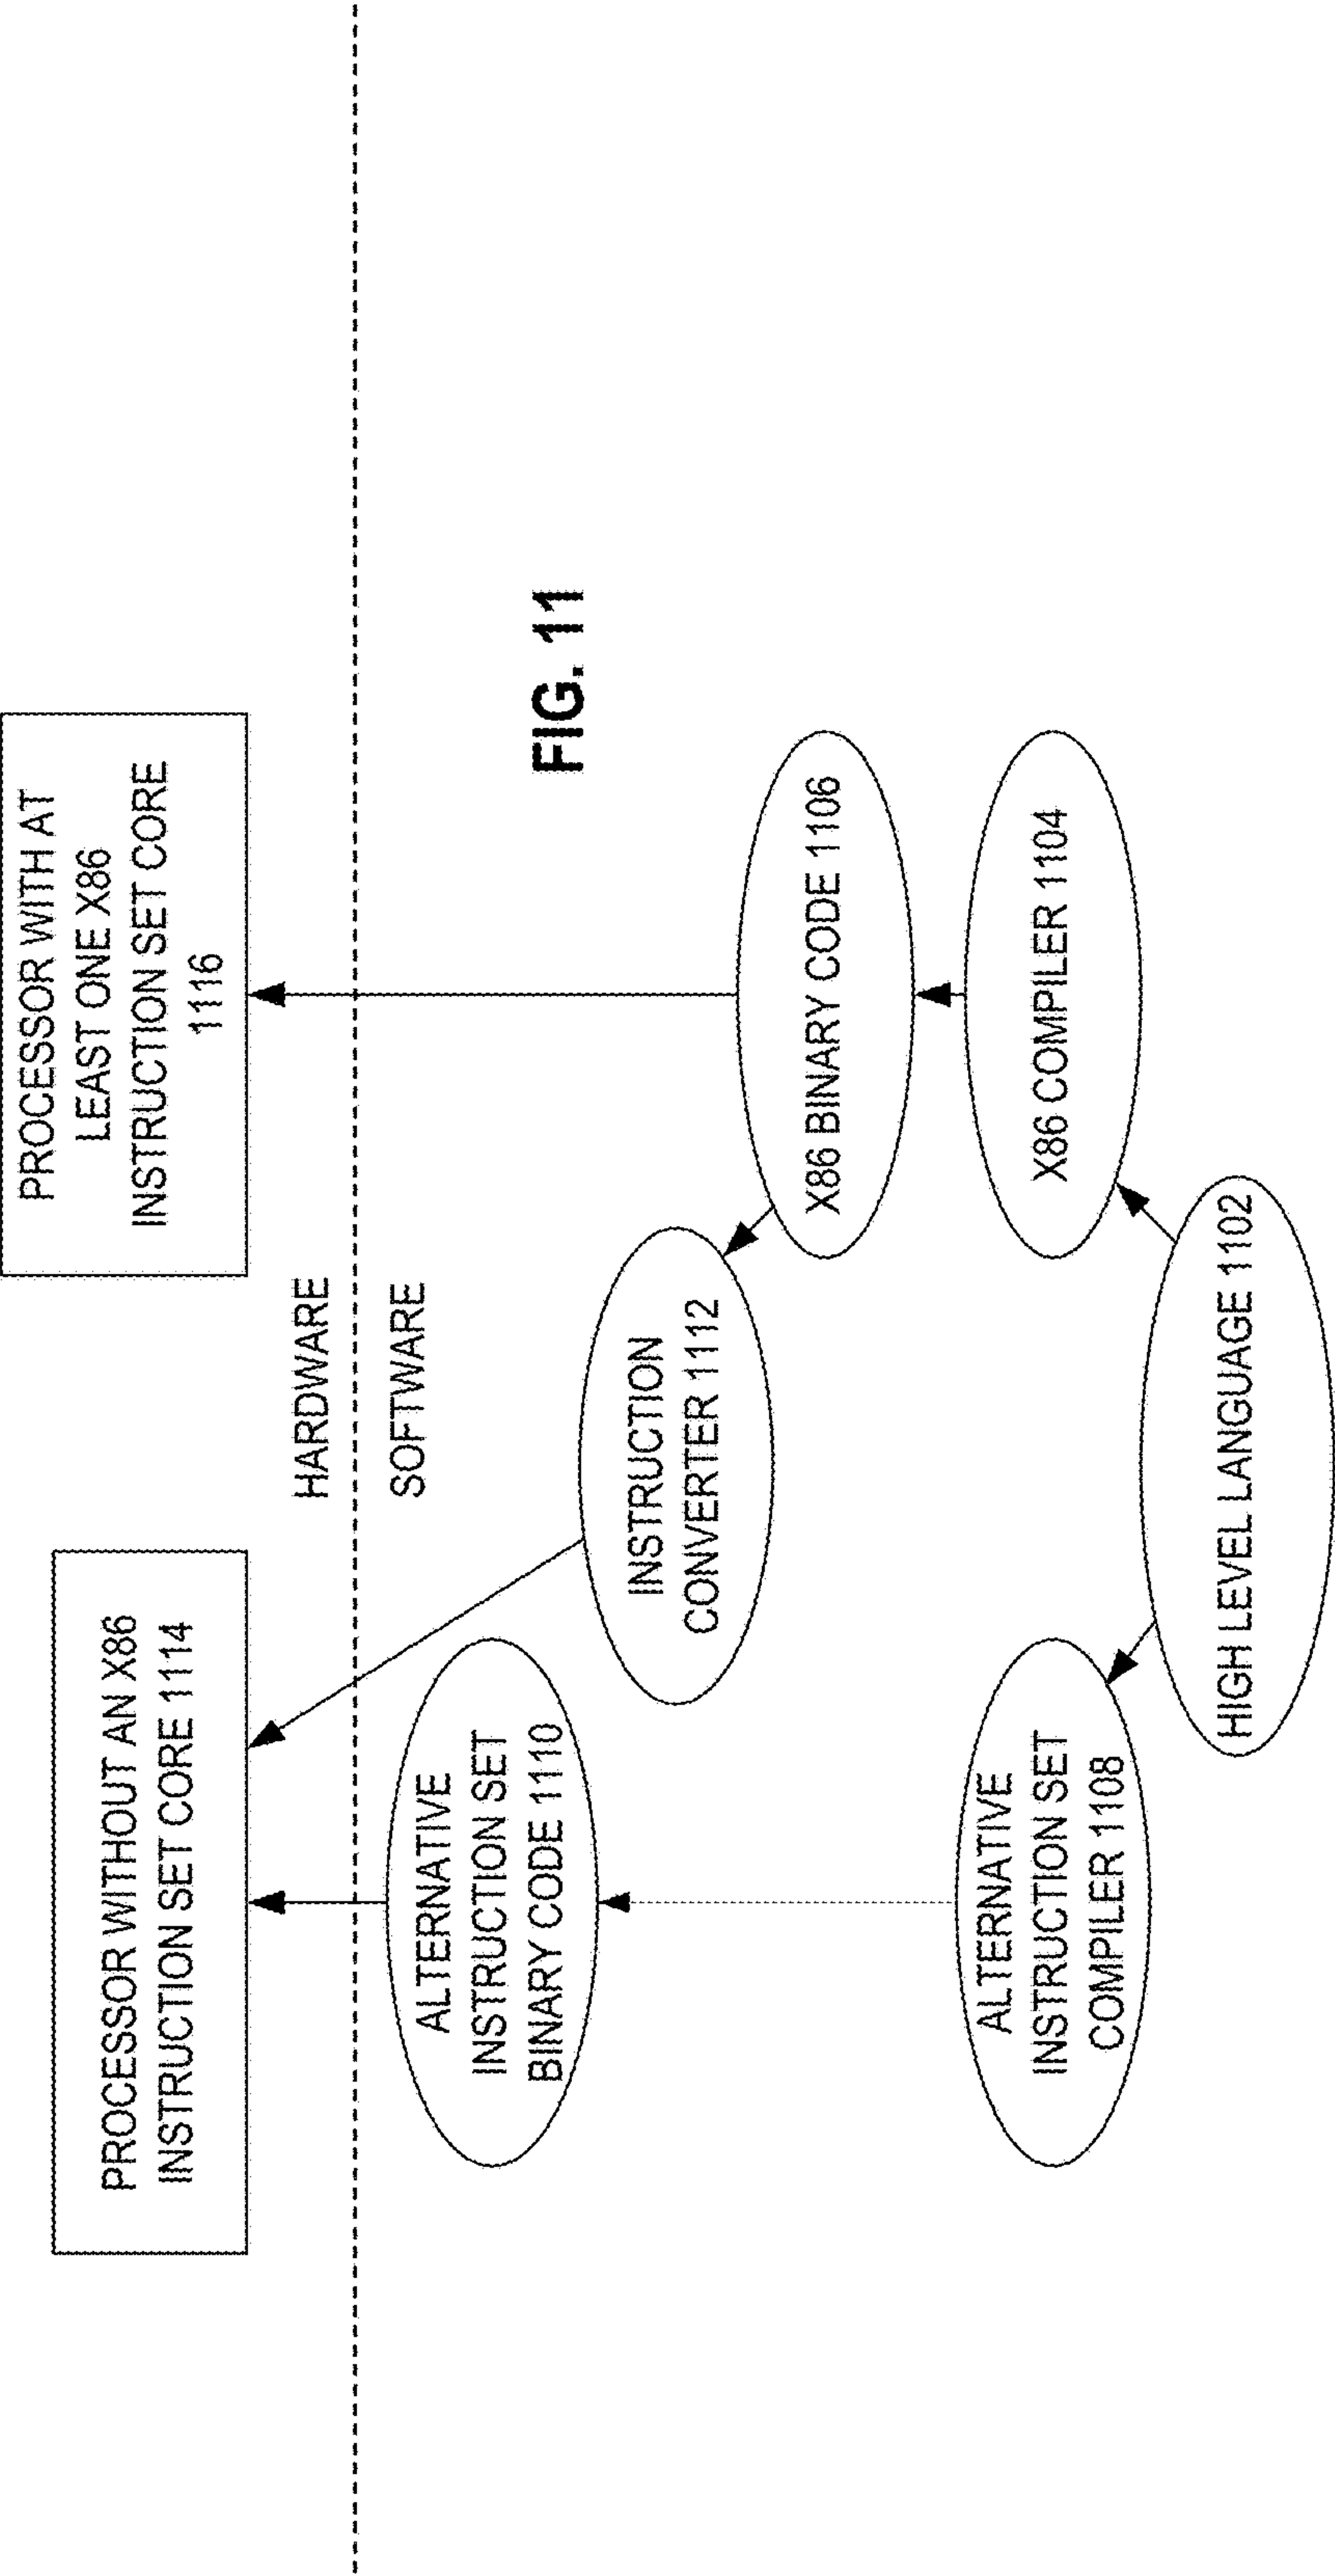 PROCESSOR WITHOUT AN X86
INSTRUCTION SET CORE 1114
PROCESSOR WITH AT
LEAST ONE X86
INSTRUCTION SET CORE
1116
HARDWARE
SOFTWARE
ALTERNATIVE
INSTRUCTION SET
BINARY CODE 1110
INSTRUCTION
CONVERTER 1112
FIG. 11
X86 BINARY CODE 1106
ALTERNATIVE
INSTRUCTION SET
COMPILER 1108
X86 COMPILER 1104
HIGH LEVEL LANGUAGE 1102